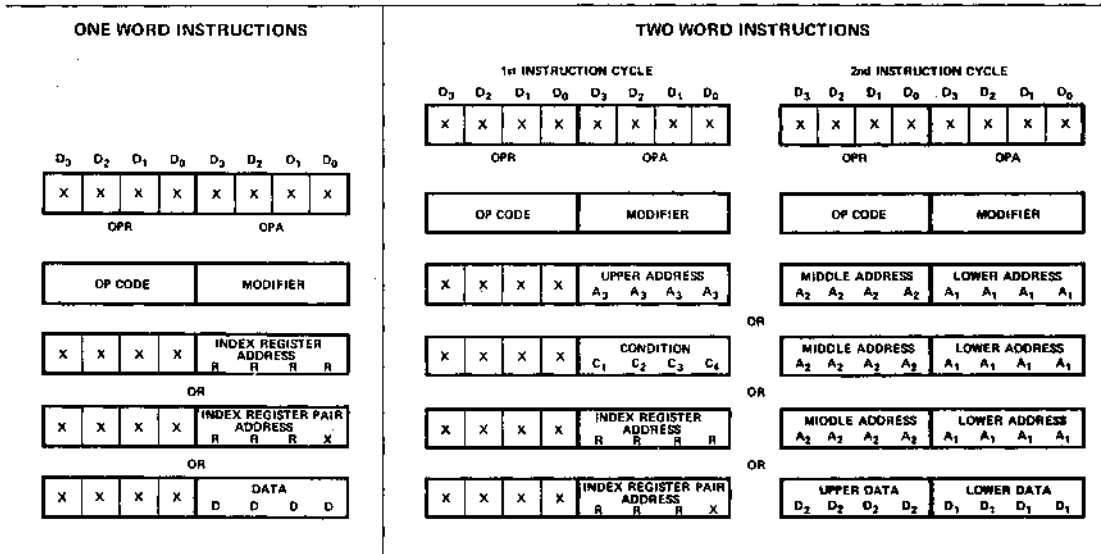 ONE WORD INSTRUCTIONS
D3 D2 D1 D0 D3 D2 D1 D0
X X X X X X X X
OPR OPA
OP CODE MODIFIER
X X X X INDEX REGISTER ADDRESS
R R R R
OR
X X X X INDEX REGISTER PAIR ADDRESS
R R R X
OR
X X X X DATA
D D D D
TWO WORD INSTRUCTIONS
1st INSTRUCTION CYCLE 2nd INSTRUCTION CYCLE
D3 D2 D1 D0 D3 D2 D1 D0 D3 D2 D1 D0 D3 D2 D1 D0
X X X X X X X X X X X X X X X X
OPR OPA OPR OPA
OP CODE MODIFIER OP CODE MODIFIER
X X X X UPPER ADDRESS MIDDLE ADDRESS LOWER ADDRESS
A3 A3 A3 A3 A2 A2 A2 A2 A1 A1 A1 A1
OR
X X X X CONDITION MIDDLE ADDRESS LOWER ADDRESS
C1 C2 C3 C4 A2 A2 A2 A2 A1 A1 A1 A1
OR
X X X X INDEX REGISTER ADDRESS MIDDLE ADDRESS LOWER ADDRESS
R R R R A2 A2 A2 A2 A1 A1 A1 A1
OR
X X X X INDEX REGISTER PAIR ADDRESS UPPER DATA LOWER DATA
R R R X D2 D2 D2 D2 D1 D1 D1 D1